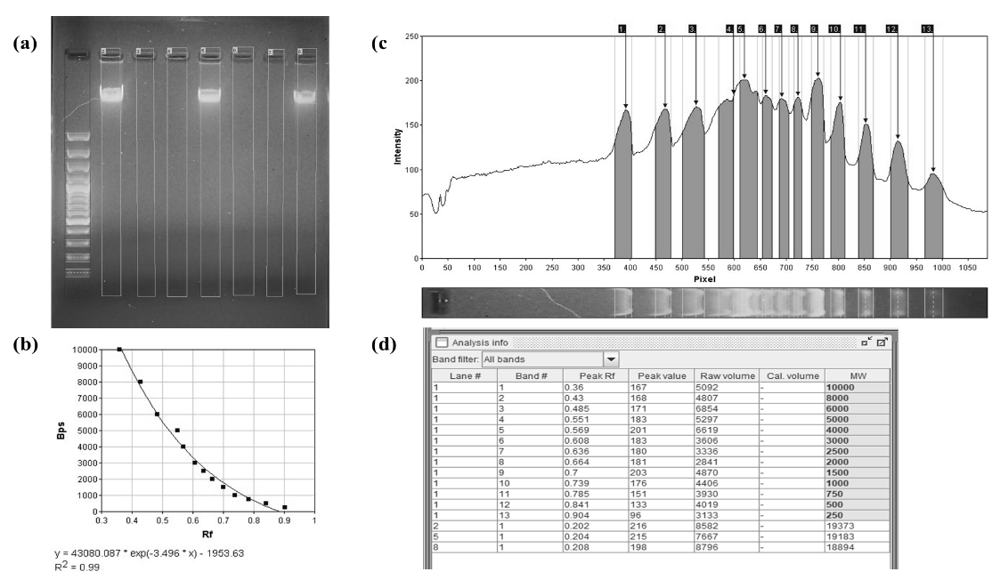 (a)
2 3 4 5 6 7 8
(b)
10000
9000
8000
7000
6000
5000
4000
3000
2000
1000
0
Bps
0.3 0.4 0.5 0.6 0.7 0.8 0.9 1
Rf
y = 43080.087 * exp(-3.496 * x) - 1953.63
R2 = 0.99
(c)
1 2 3 4 5 6 7 8 9 10 11 12 13
250
200
150
100
50
0
Intensity
0 50 100 150 200 250 300 350 400 450 500 550 600 650 700 750 800 850 900 950 1000 1050
Pixel
(d)
Analysis info
Band filter: All bands
Lane # Band # Peak Rf Peak value Raw volume Cal. volume MW
1 1 0.36 167 5092 - 10000
1 2 0.43 168 4807 - 8000
1 3 0.485 171 6854 - 6000
1 4 0.551 183 5297 - 5000
1 5 0.569 201 6619 - 4000
1 6 0.608 183 3606 - 3000
1 7 0.636 180 3336 - 2500
1 8 0.664 181 2841 - 2000
1 9 0.7 203 4870 - 1500
1 10 0.739 176 4406 - 1000
1 11 0.785 151 3930 - 750
1 12 0.841 133 4019 - 500
1 13 0.904 96 3133 - 250
2 1 0.202 216 8582 - 19373
5 1 0.204 215 7667 - 19183
8 1 0.208 198 8796 - 18894